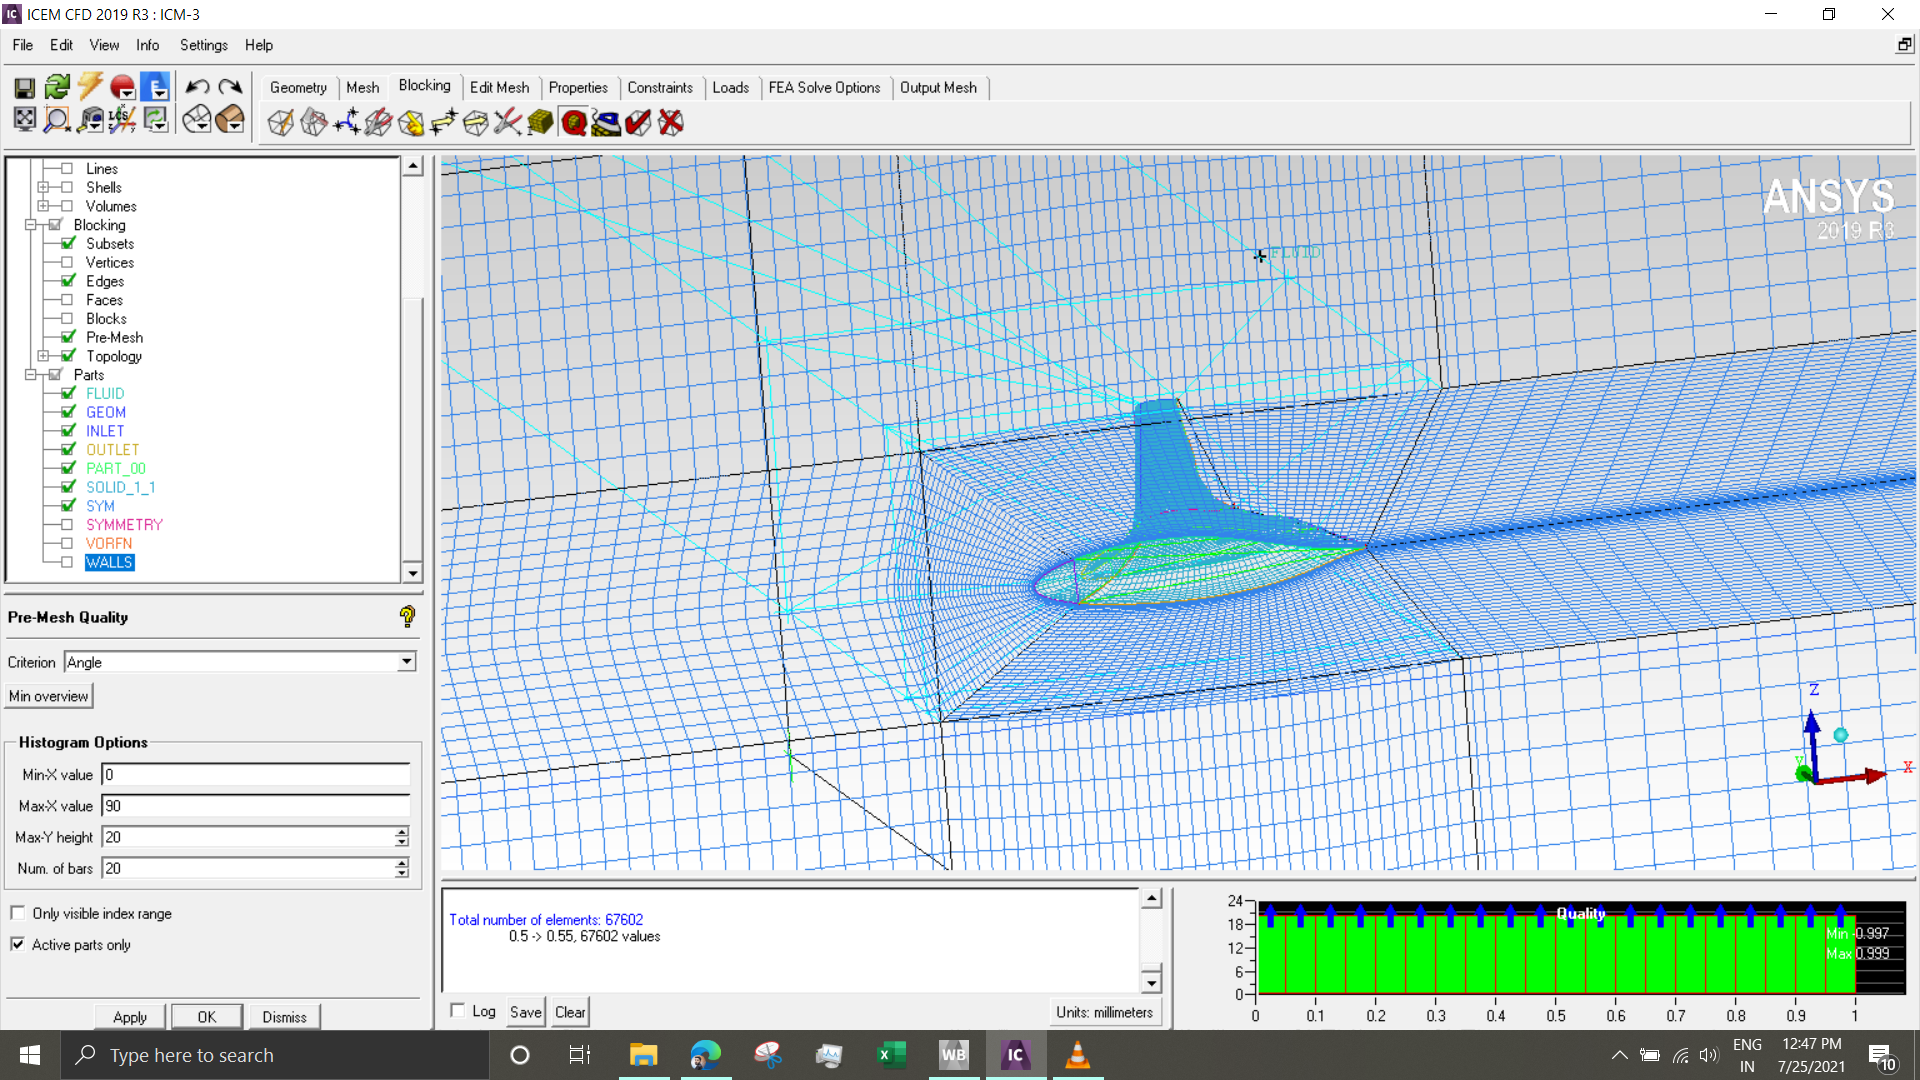 ICEM CFD 2019 R3 : ICM-3
File Edit View Info Settings Help
Geometry Mesh Blocking Edit Mesh Properties Constraints Loads FEA Solve Options Output Mesh
Lines
Shells
Volumes
Blocking
Subsets
Vertices
Edges
Faces
Blocks
Pre-Mesh
Topology
Parts
FLUID
GEOM
INLET
OUTLET
PART_00
SOLID_1_1
SYM
SYMMETRY
VORFN
WALLS
Pre-Mesh Quality
Criterion Angle
Min overview
Histogram Options
Min-X value 0
Max-X value 90
Max-Y height 20
Num. of bars 20
Only visible index range
Active parts only
Apply OK Dismiss
ANSYS
2019 R3
FLUID
Z
Y
X
Total number of elements: 67602
0.5 -> 0.55, 67602 values
Log Save Clear Units: millimeters
Quality
Min -0.997
Max 0.999
24
18
12
6
0
0 0.1 0.2 0.3 0.4 0.5 0.6 0.7 0.8 0.9 1
Type here to search
WB
IC
ENG
IN
12:47 PM
7/25/2021
10